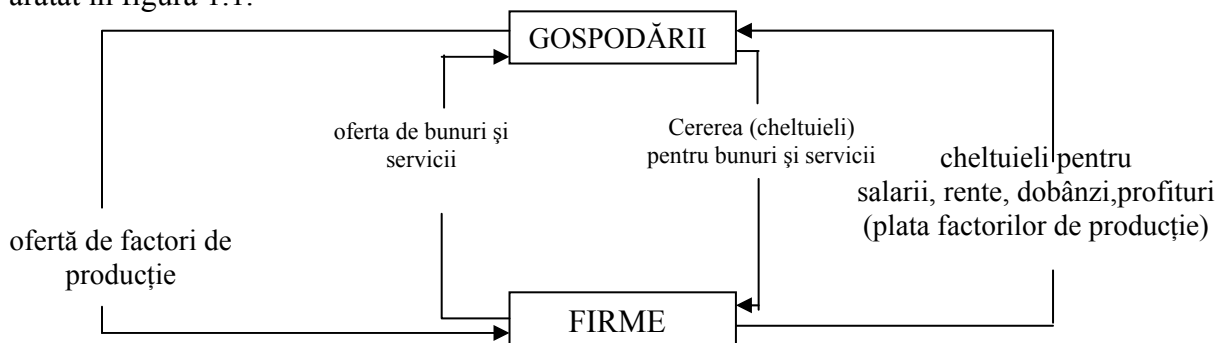 arătat în figura 1.1.
GOSPODĂRII
oferta de bunuri şi
servicii
Cererea (cheltuieli)
pentru bunuri şi servicii
cheltuieli pentru
salarii, rente, dobânzi,profituri
(plata factorilor de producţie)
ofertă de factori de
producţie
FIRME